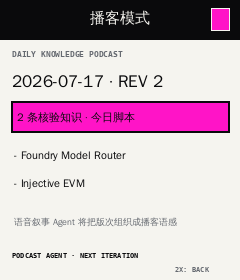 播客模式
DAILY KNOWLEDGE PODCAST
2026-07-17 · REV 2
2 条核验知识 · 今日脚本
- Foundry Model Router
- Injective EVM
语音叙事 Agent 将把版次组织成播客语感
PODCAST AGENT · NEXT ITERATION
2X: BACK